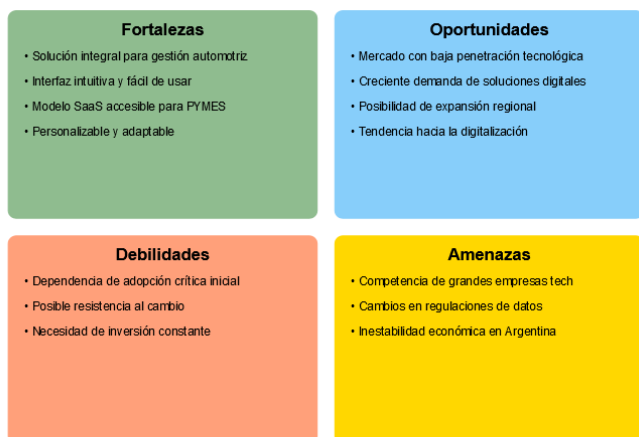 Fortalezas
• Solución integral para gestión automotriz
• Interfaz intuitiva y fácil de usar
• Modelo SaaS accesible para PYMES
• Personalizable y adaptable
Oportunidades
• Mercado con baja penetración tecnológica
• Creciente demanda de soluciones digitales
• Posibilidad de expansión regional
• Tendencia hacia la digitalización
Debilidades
• Dependencia de adopción crítica inicial
• Posible resistencia al cambio
• Necesidad de inversión constante
Amenazas
• Competencia de grandes empresas tech
• Cambios en regulaciones de datos
• Inestabilidad económica en Argentina